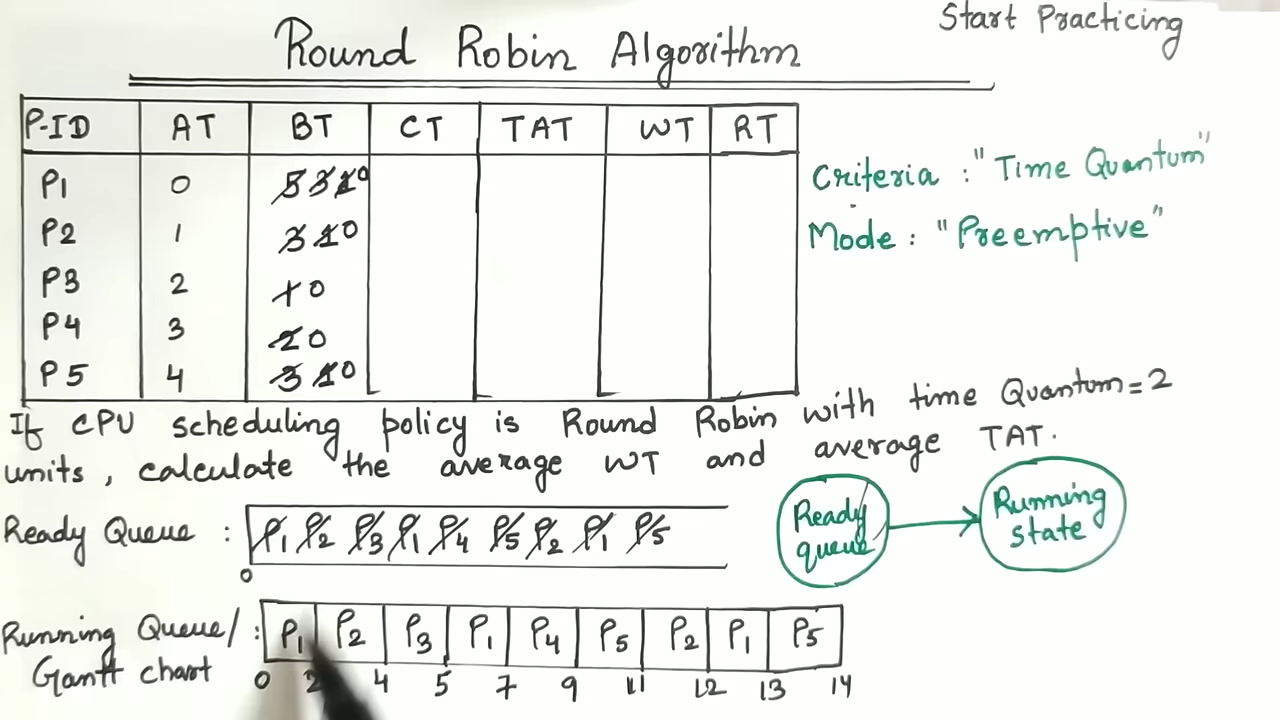 Start Practicing
Round Robin Algorithm
P-ID AT BT CT TAT WT RT
P1 0 5 3 1 0
P2 1 3 1 0
P3 2 1 0
P4 3 2 0
P5 4 3 1 0
Criteria : "Time Quantum"
Mode : "Preemptive"
If CPU scheduling policy is Round Robin with time Quantum = 2
units, calculate the average WT and average TAT.
Ready Queue : P1 P2 P3 P1 P4 P5 P2 P1 P5
0
Ready queue
Running state
Running Queue/ : P1 P2 P3 P1 P4 P5 P2 P1 P5
Gantt chart 0 2 4 5 7 9 11 12 13 14